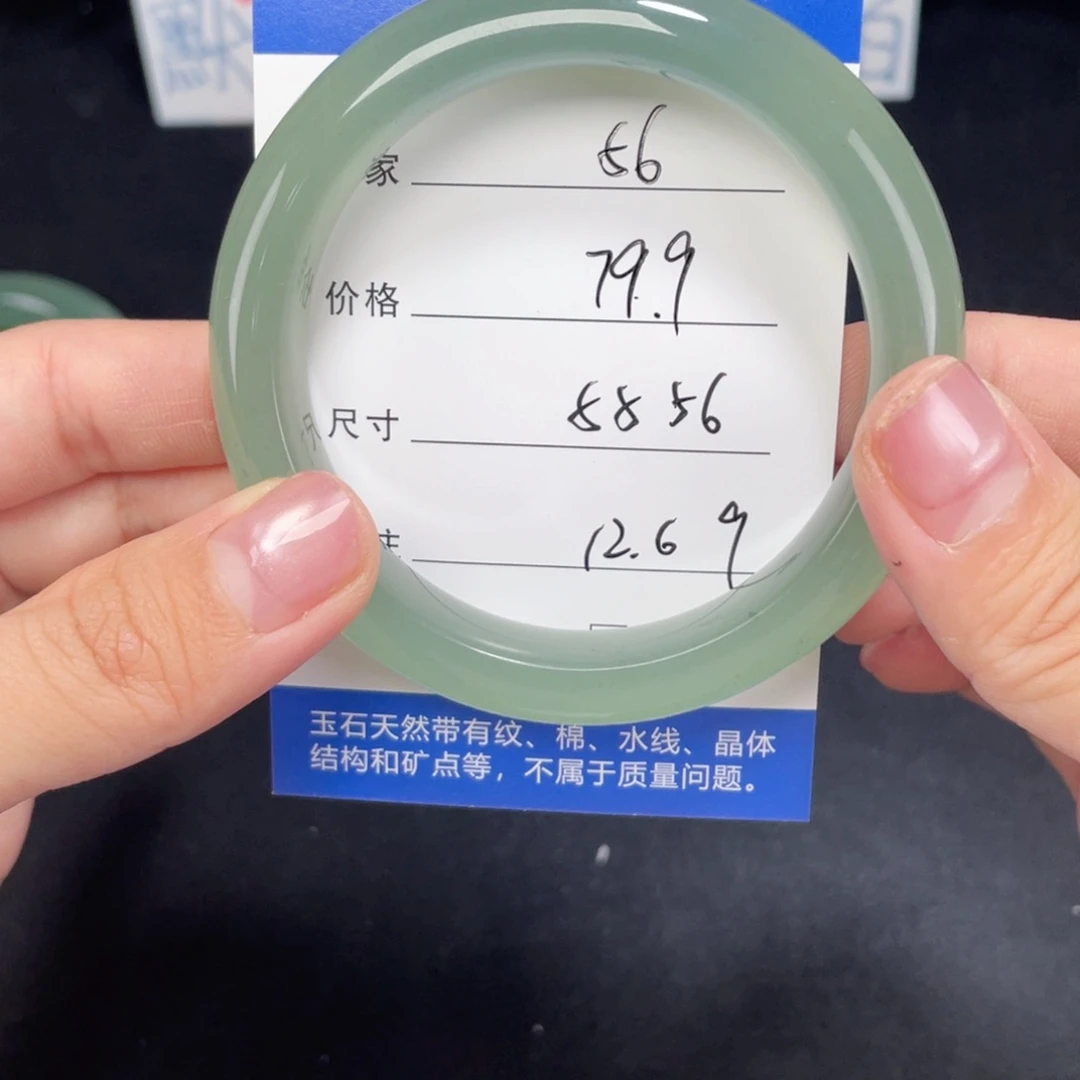 家 56
价格 79.9
尺寸 58 56
12.6 9
玉石天然带有纹、棉、水线、晶体
结构和矿点等，不属于质量问题。